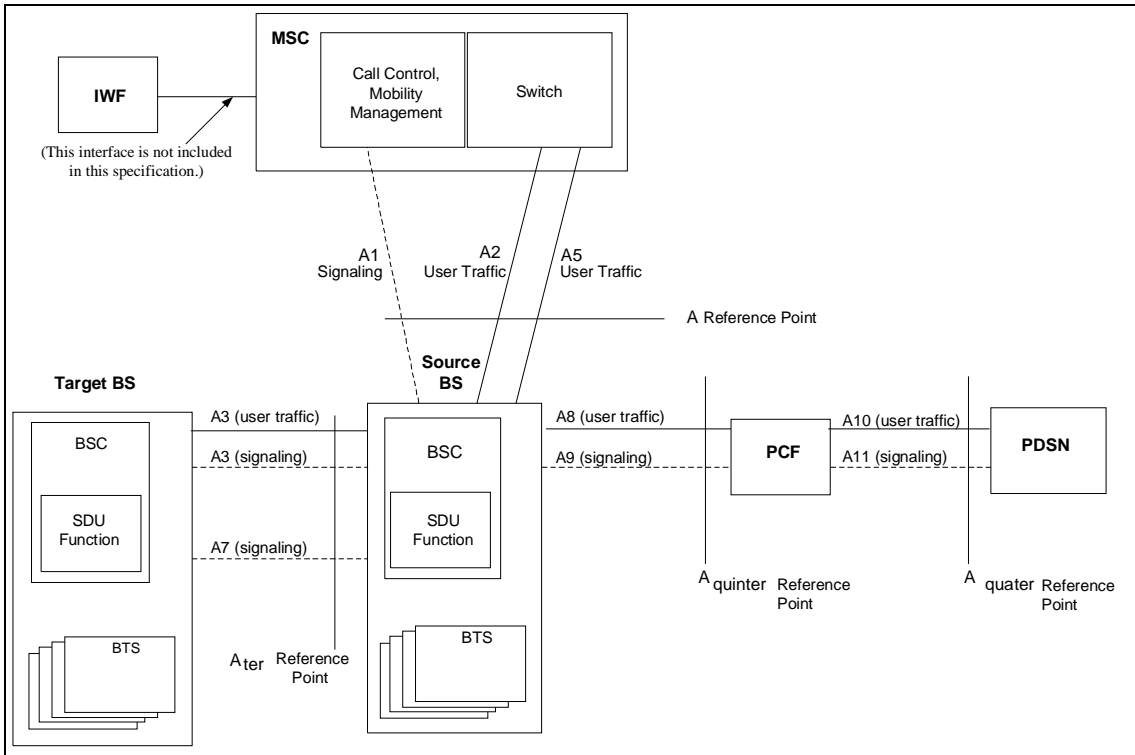 MSC
IWF
Call Control,
Mobility
Management
Switch
(This interface is not included
in this specification.)
A1
Signaling
A2
User Traffic
A5
User Traffic
A Reference Point
Target BS
Source
BS
A3 (user traffic)
A3 (signaling)
A7 (signaling)
A8 (user traffic)
A9 (signaling)
A10 (user traffic)
A11 (signaling)
BSC
SDU
Function
BTS
BSC
SDU
Function
BTS
PCF
PDSN
A ter Reference
Point
A quinter Reference
Point
A quater Reference
Point